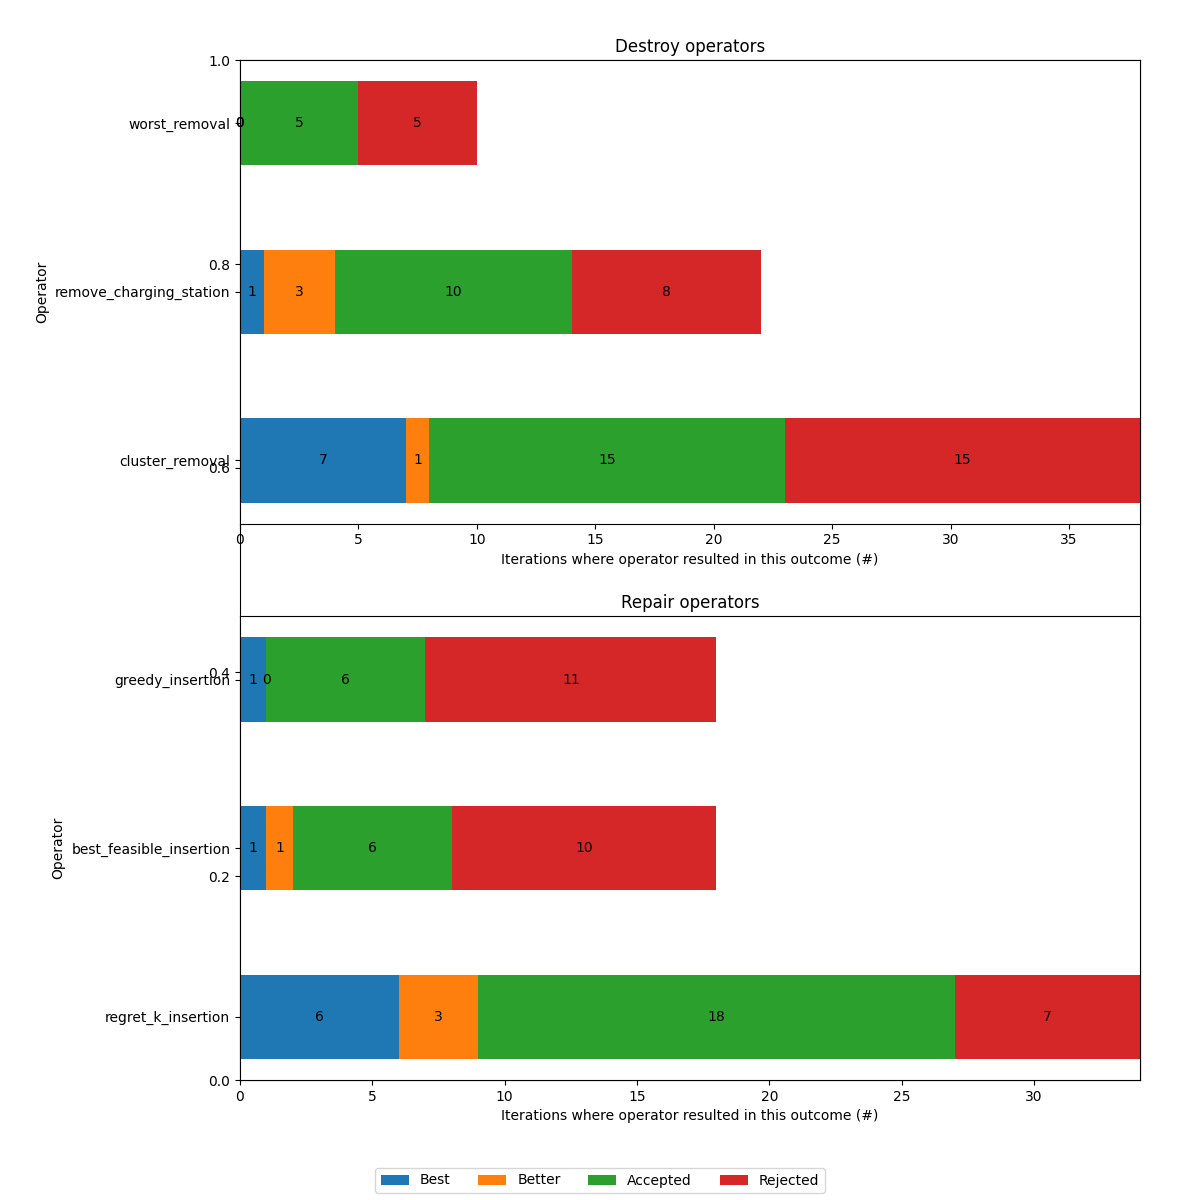 Destroy operators
1.0
worst_removal 0 0 5 5
0.8
Operator
remove_charging_station 1 3 10 8
cluster_removal 7 1 15 15
0.6
0 5 10 15 20 25 30 35
Iterations where operator resulted in this outcome (#)
Repair operators
0.4
greedy_insertion 1 0 6 11
Operator
best_feasible_insertion 1 1 6 10
0.2
regret_k_insertion 6 3 18 7
0.0
0 5 10 15 20 25 30
Iterations where operator resulted in this outcome (#)
Best Better Accepted Rejected